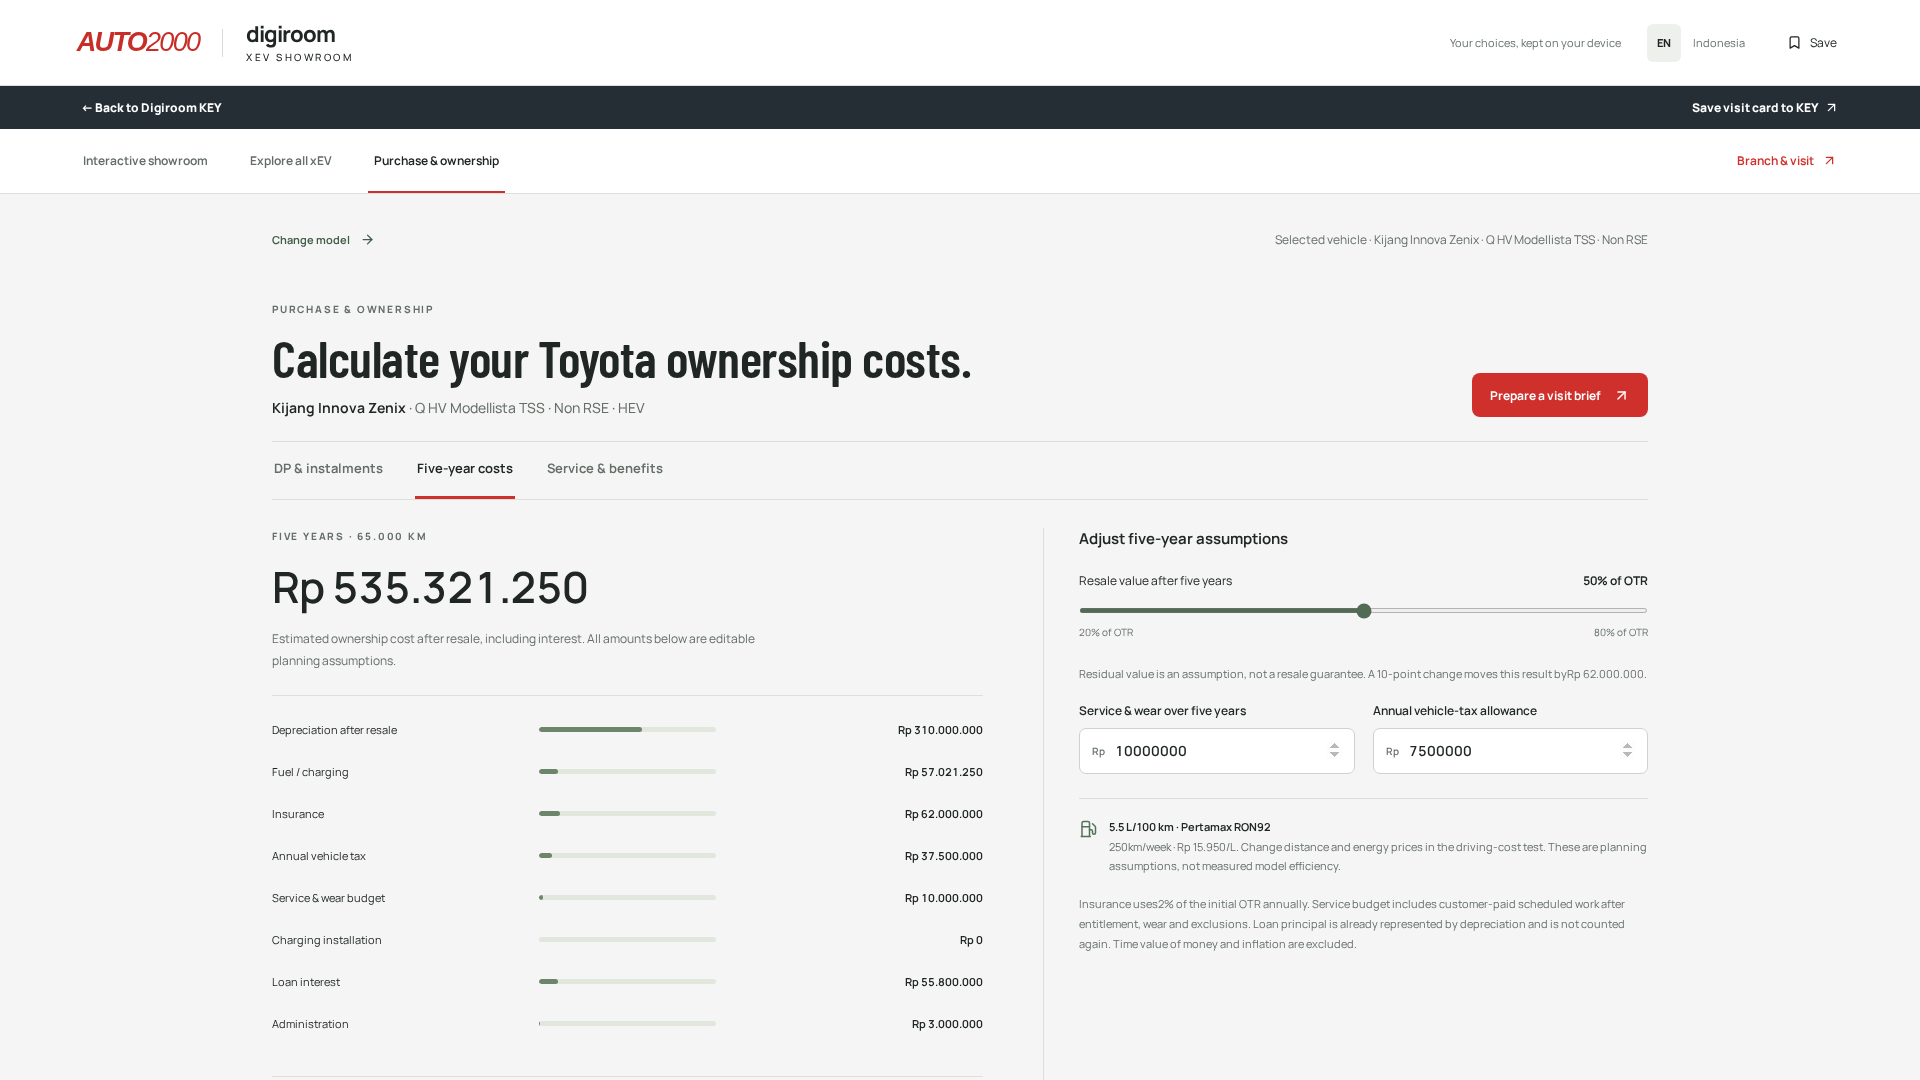 AUTO2000
digiroom
XEV SHOWROOM
Your choices, kept on your device
EN
Indonesia
Save
← Back to Digiroom KEY
Save visit card to KEY
Interactive showroom
Explore all xEV
Purchase & ownership
Branch & visit
Change model
Selected vehicle · Kijang Innova Zenix · Q HV Modellista TSS · Non RSE
PURCHASE & OWNERSHIP
Calculate your Toyota ownership costs.
Kijang Innova Zenix · Q HV Modellista TSS · Non RSE · HEV
Prepare a visit brief
DP & instalments
Five-year costs
Service & benefits
FIVE YEARS · 65.000 KM
Rp 535.321.250
Estimated ownership cost after resale, including interest. All amounts below are editable
planning assumptions.
Depreciation after resale
Rp 310.000.000
Fuel / charging
Rp 57.021.250
Insurance
Rp 62.000.000
Annual vehicle tax
Rp 37.500.000
Service & wear budget
Rp 10.000.000
Charging installation
Rp 0
Loan interest
Rp 55.800.000
Administration
Rp 3.000.000
Adjust five-year assumptions
Resale value after five years
50% of OTR
20% of OTR
80% of OTR
Residual value is an assumption, not a resale guarantee. A 10-point change moves this result byRp 62.000.000.
Service & wear over five years
Rp 10000000
Annual vehicle-tax allowance
Rp 7500000
5.5 L/100 km · Pertamax RON92
250km/week · Rp 15.950/L. Change distance and energy prices in the driving-cost test. These are planning
assumptions, not measured model efficiency.
Insurance uses2% of the initial OTR annually. Service budget includes customer-paid scheduled work after
entitlement, wear and exclusions. Loan principal is already represented by depreciation and is not counted
again. Time value of money and inflation are excluded.